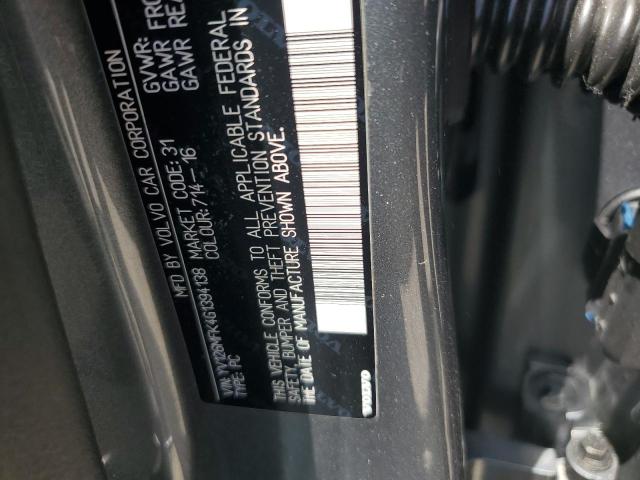 MFD BY VOLVO CAR CORPORATION
GVWR:
GAWR FRO
GAWR REA
VIN: YV126MFK4G1394138 MARKET CODE: 31
TYPE: PC COLOUR: 714-16
THIS VEHICLE CONFORMS TO ALL APPLICABLE FEDERAL
SAFETY, BUMPER AND THEFT PREVENTION STANDARDS IN
THE DATE OF MANUFACTURE SHOWN ABOVE.
VOLVO